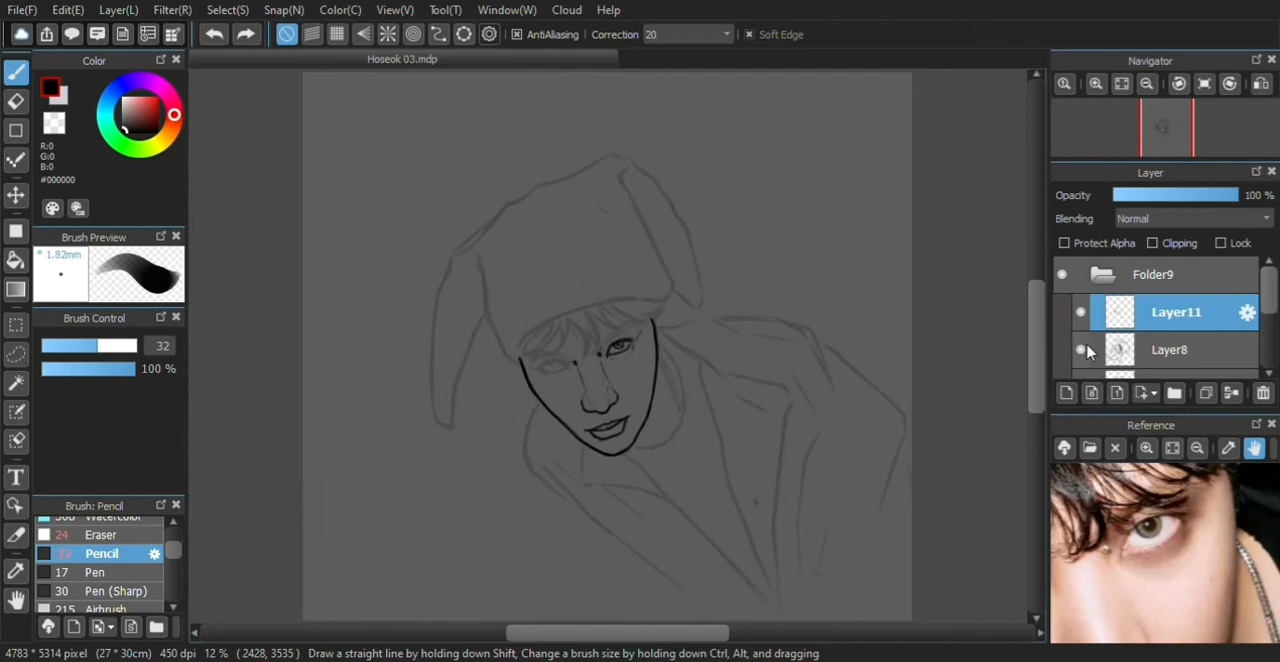 File(F) Edit(E) Layer(L) Filter(R) Select(S) Snap(N) Color(C) View(V) Tool(T) Window(W) Cloud Help
AntiAliasing Correction 20 Soft Edge
Color
Hoseok 03.mdp
Navigator
R:0
G:0
B:0
#000000
Layer
Opacity 100 %
Blending Normal
Protect Alpha Clipping Lock
Brush Preview
* 1.82mm
Folder9
Layer11
Layer8
Brush Control
32
100 %
Reference
Brush: Pencil
Watercolor
24 Eraser
32 Pencil
17 Pen
30 Pen (Sharp)
215 Airbrush
4783 * 5314 pixel (27 * 30cm) 450 dpi 12 % ( 2428, 3535 ) Draw a straight line by holding down Shift, Change a brush size by holding down Ctrl, Alt, and dragging